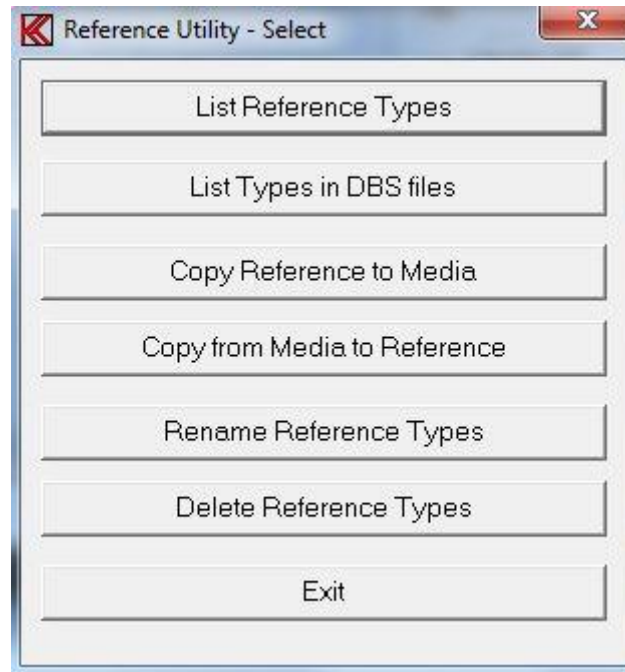 Reference Utility - Select
List Reference Types
List Types in DBS files
Copy Reference to Media
Copy from Media to Reference
Rename Reference Types
Delete Reference Types
Exit